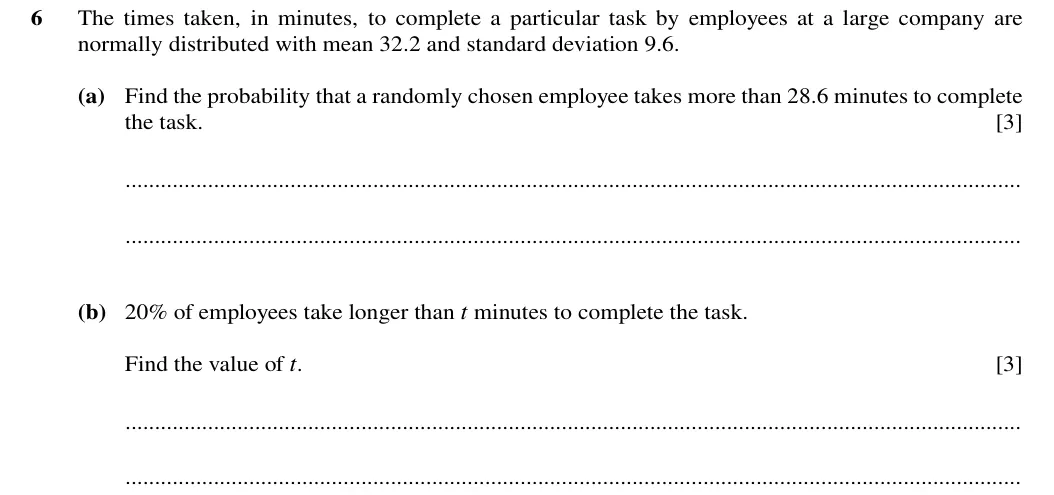 6 The times taken, in minutes, to complete a particular task by employees at a large company are
normally distributed with mean 32.2 and standard deviation 9.6.
(a) Find the probability that a randomly chosen employee takes more than 28.6 minutes to complete
the task. [3]
(b) 20% of employees take longer than t minutes to complete the task.
Find the value of t. [3]